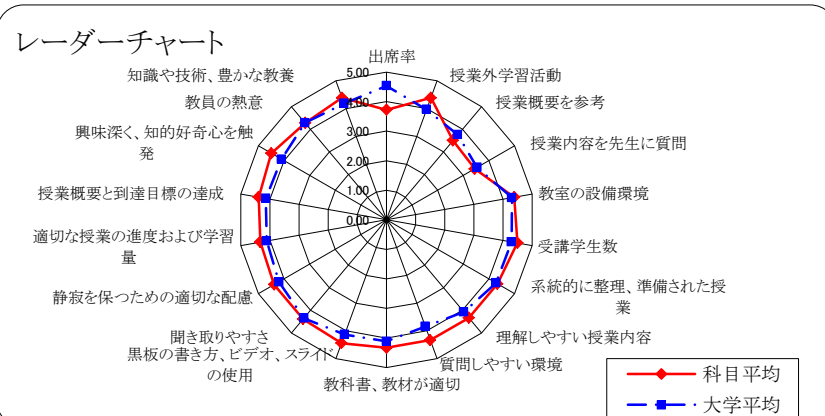 レーダーチャート
出席率
授業外学習活動
授業概要を参考
授業内容を先生に質問
教室の設備環境
受講学生数
系統的に整理、準備された授
業
理解しやすい授業内容
質問しやすい環境
教科書、教材が適切
黒板の書き方、ビデオ、スライド
の使用
聞き取りやすさ
静寂を保つための適切な配慮
適切な授業の進度および学習
量
授業概要と到達目標の達成
興味深く、知的好奇心を触
発
教員の熱意
知識や技術、豊かな教養
5.00
4.00
3.00
2.00
1.00
0.00
科目平均
大学平均